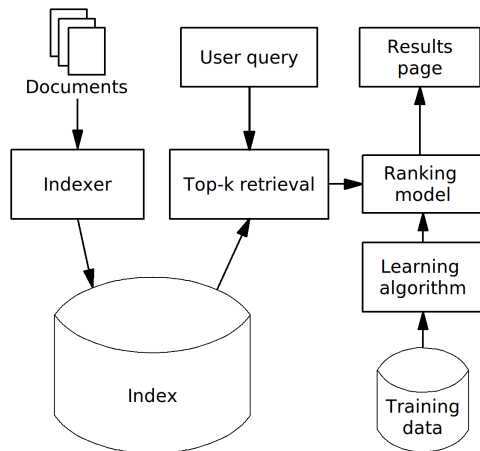 Documents
User query
Results
page
Indexer
Top-k retrieval
Ranking
model
Learning
algorithm
Index
Training
data